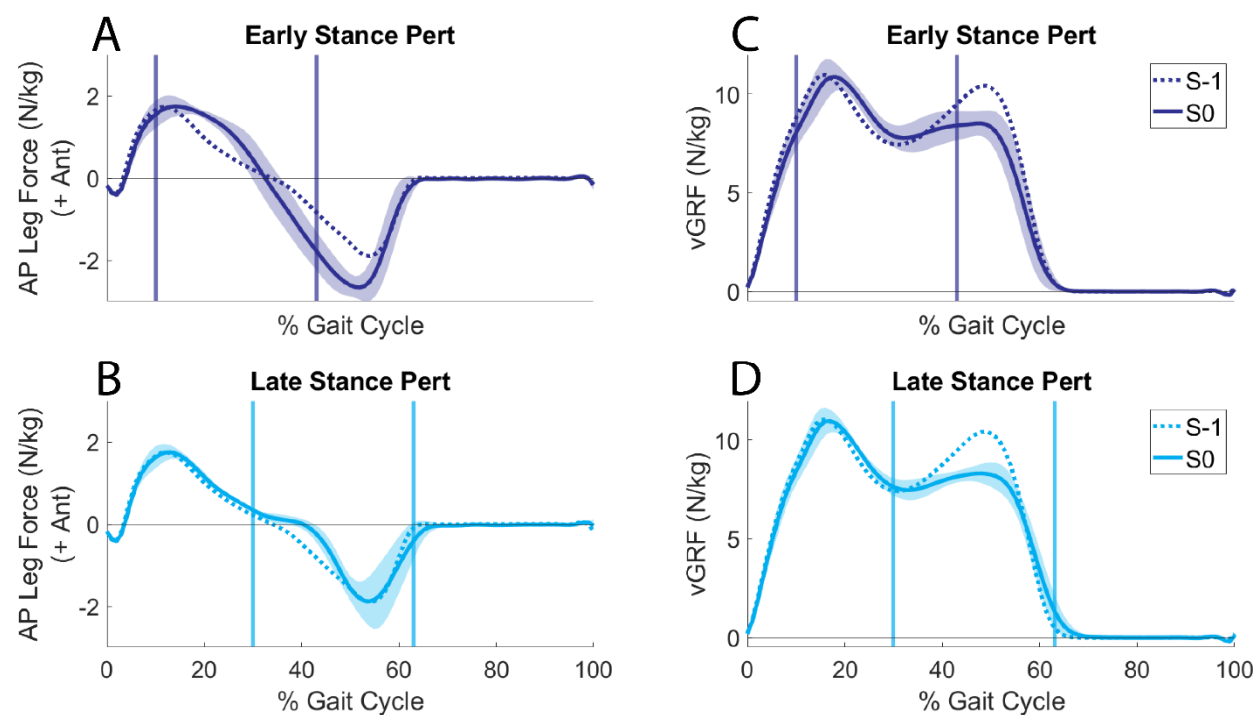 A
Early Stance Pert
AP Leg Force (N/kg)
(+ Ant)
2
0
-2
% Gait Cycle
C
Early Stance Pert
S-1
S0
vGRF (N/kg)
10
5
0
% Gait Cycle
B
Late Stance Pert
AP Leg Force (N/kg)
(+ Ant)
2
0
-2
0 20 40 60 80 100
% Gait Cycle
D
Late Stance Pert
S-1
S0
vGRF (N/kg)
10
5
0
0 20 40 60 80 100
% Gait Cycle